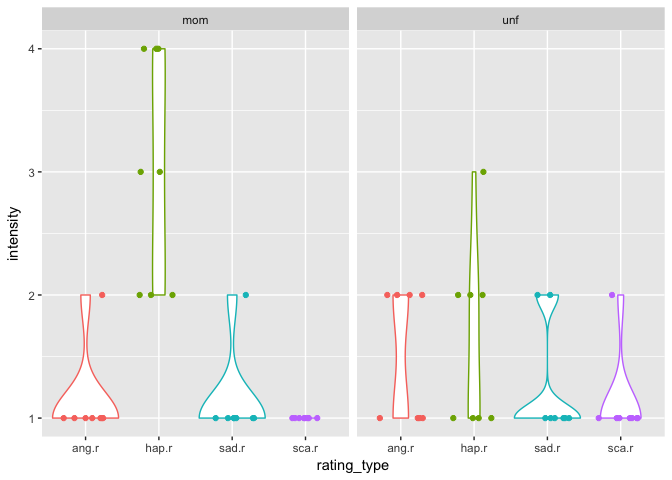 mom unf
4
3
2
1
intensity
ang.r hap.r sad.r sca.r ang.r hap.r sad.r sca.r
rating_type